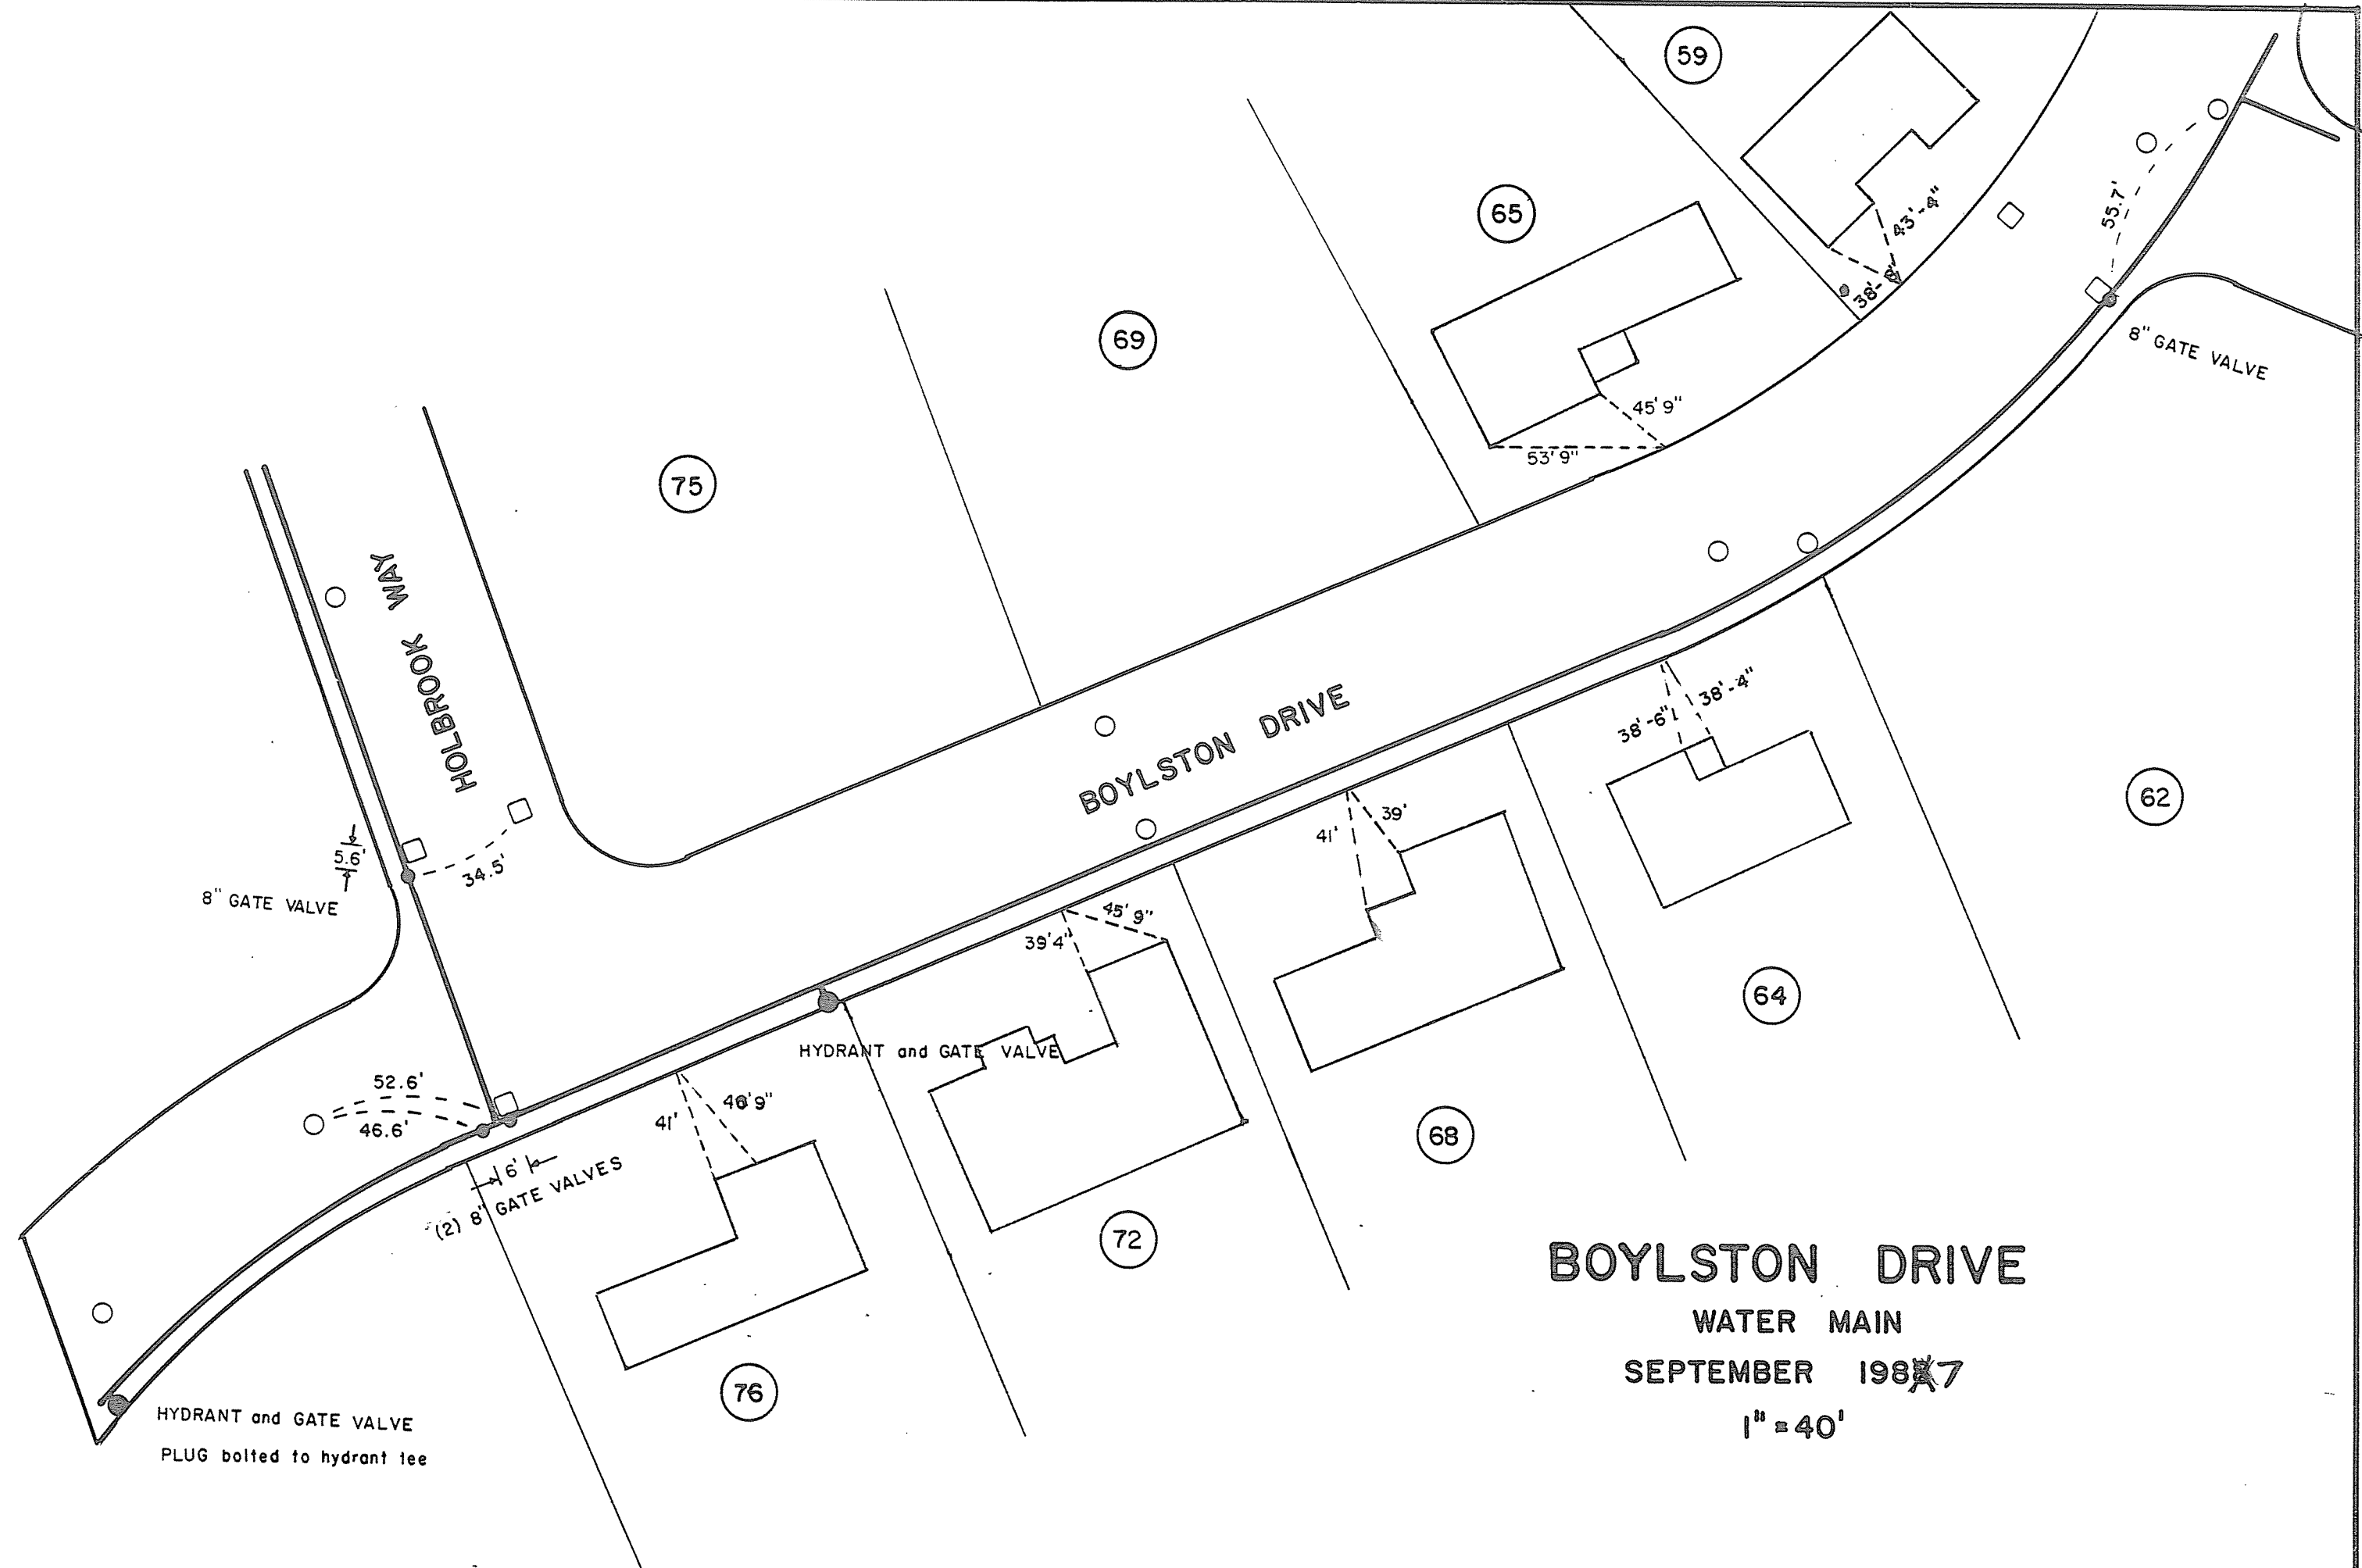 59
65
43'-4"
55.7'
38'-
8" GATE VALVE
69
45'9"
53'9"
75
HOLBROOK WAY
BOYLSTON DRIVE
38'-4"
38'-6"
62
39'
41'
5.6'
34.5'
8" GATE VALVE
45'9"
39'4"
64
HYDRANT and GATE VALVE
52.6'
46.6'
41'
6'
(2) 8" GATE VALVES
68
72
76
BOYLSTON DRIVE
WATER MAIN
SEPTEMBER 1987
1"=40'
HYDRANT and GATE VALVE
PLUG bolted to hydrant tee